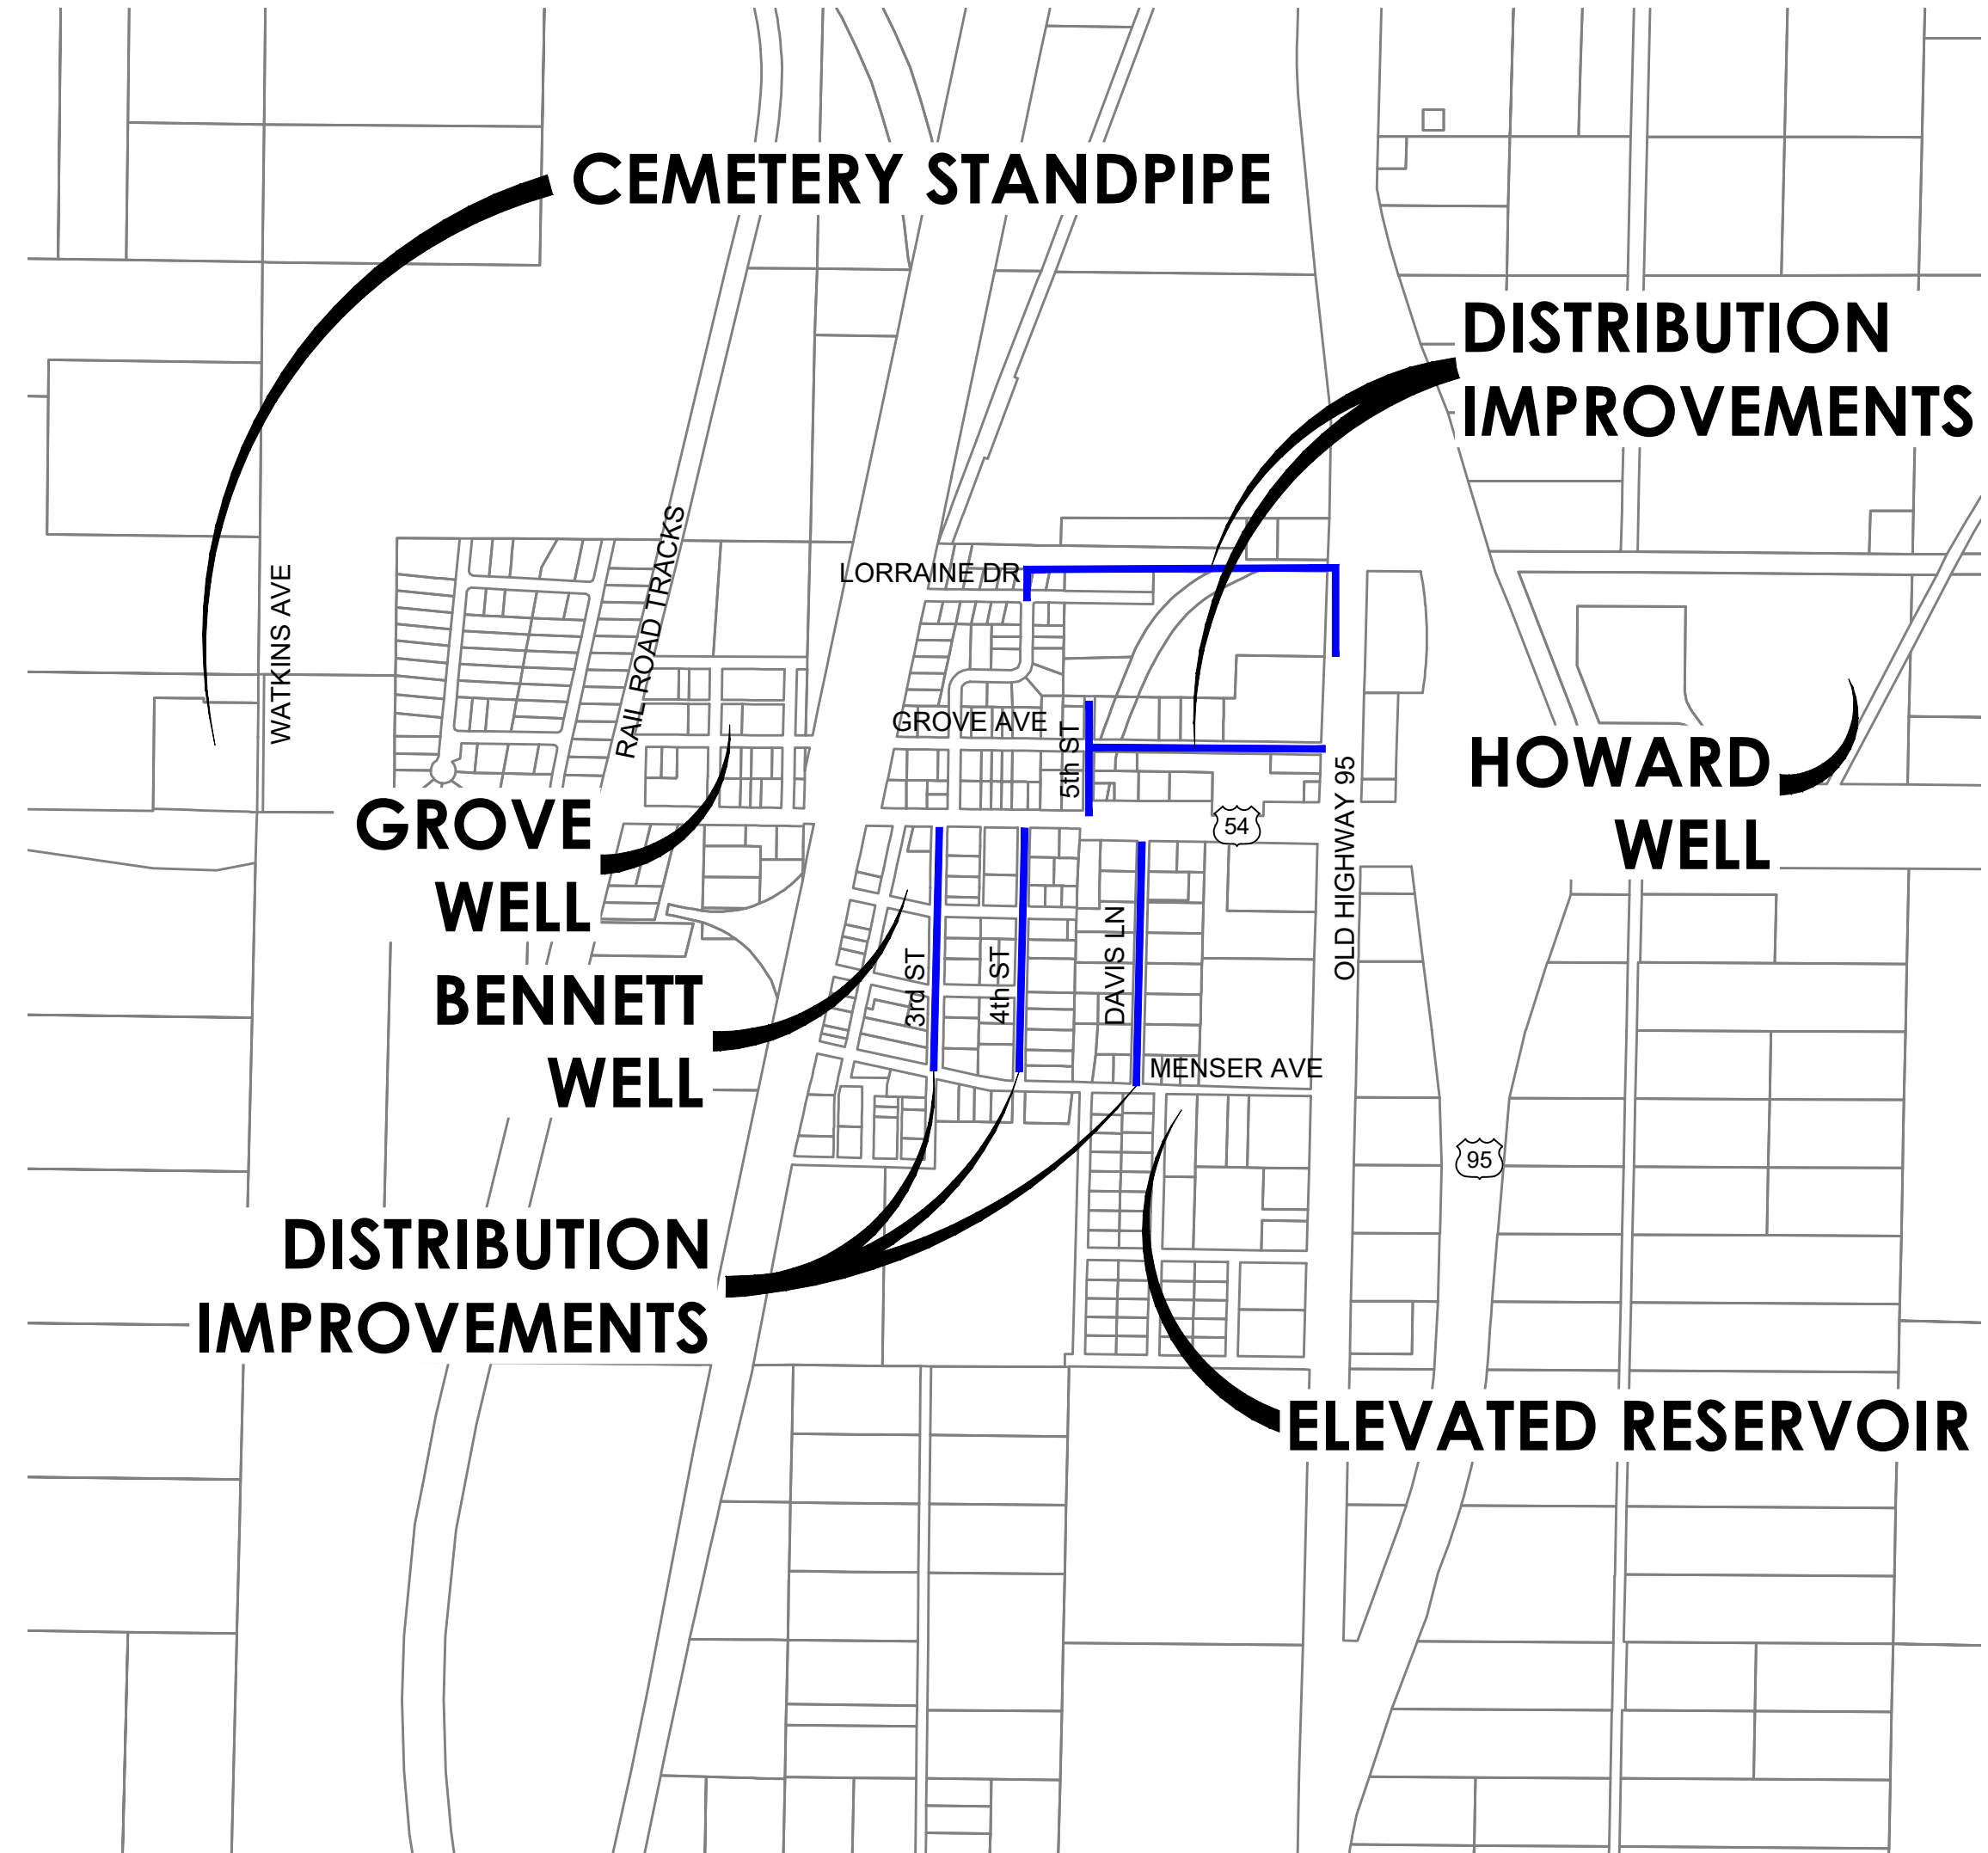 CEMETERY STANDPIPE
DISTRIBUTION
IMPROVEMENTS
LORRAINE DR
RAIL ROAD TRACKS
WATKINS AVE
GROVE AVE
5th ST
HOWARD
WELL
GROVE
WELL
54
OLD HIGHWAY 95
BENNETT
WELL
3rd ST
4th ST
DAVIS LN
MENSER AVE
95
DISTRIBUTION
IMPROVEMENTS
ELEVATED RESERVOIR